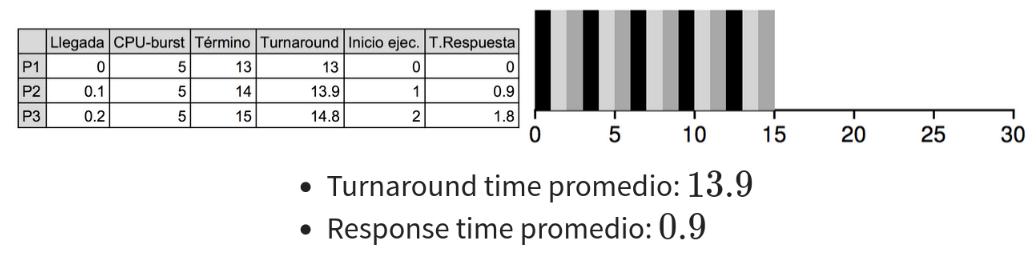 Llegada CPU-burst Término Turnaround Inicio ejec. T.Respuesta
P1 0 5 13 13 0 0
P2 0.1 5 14 13.9 1 0.9
P3 0.2 5 15 14.8 2 1.8
0 5 10 15 20 25 30
• Turnaround time promedio: 13.9
• Response time promedio: 0.9